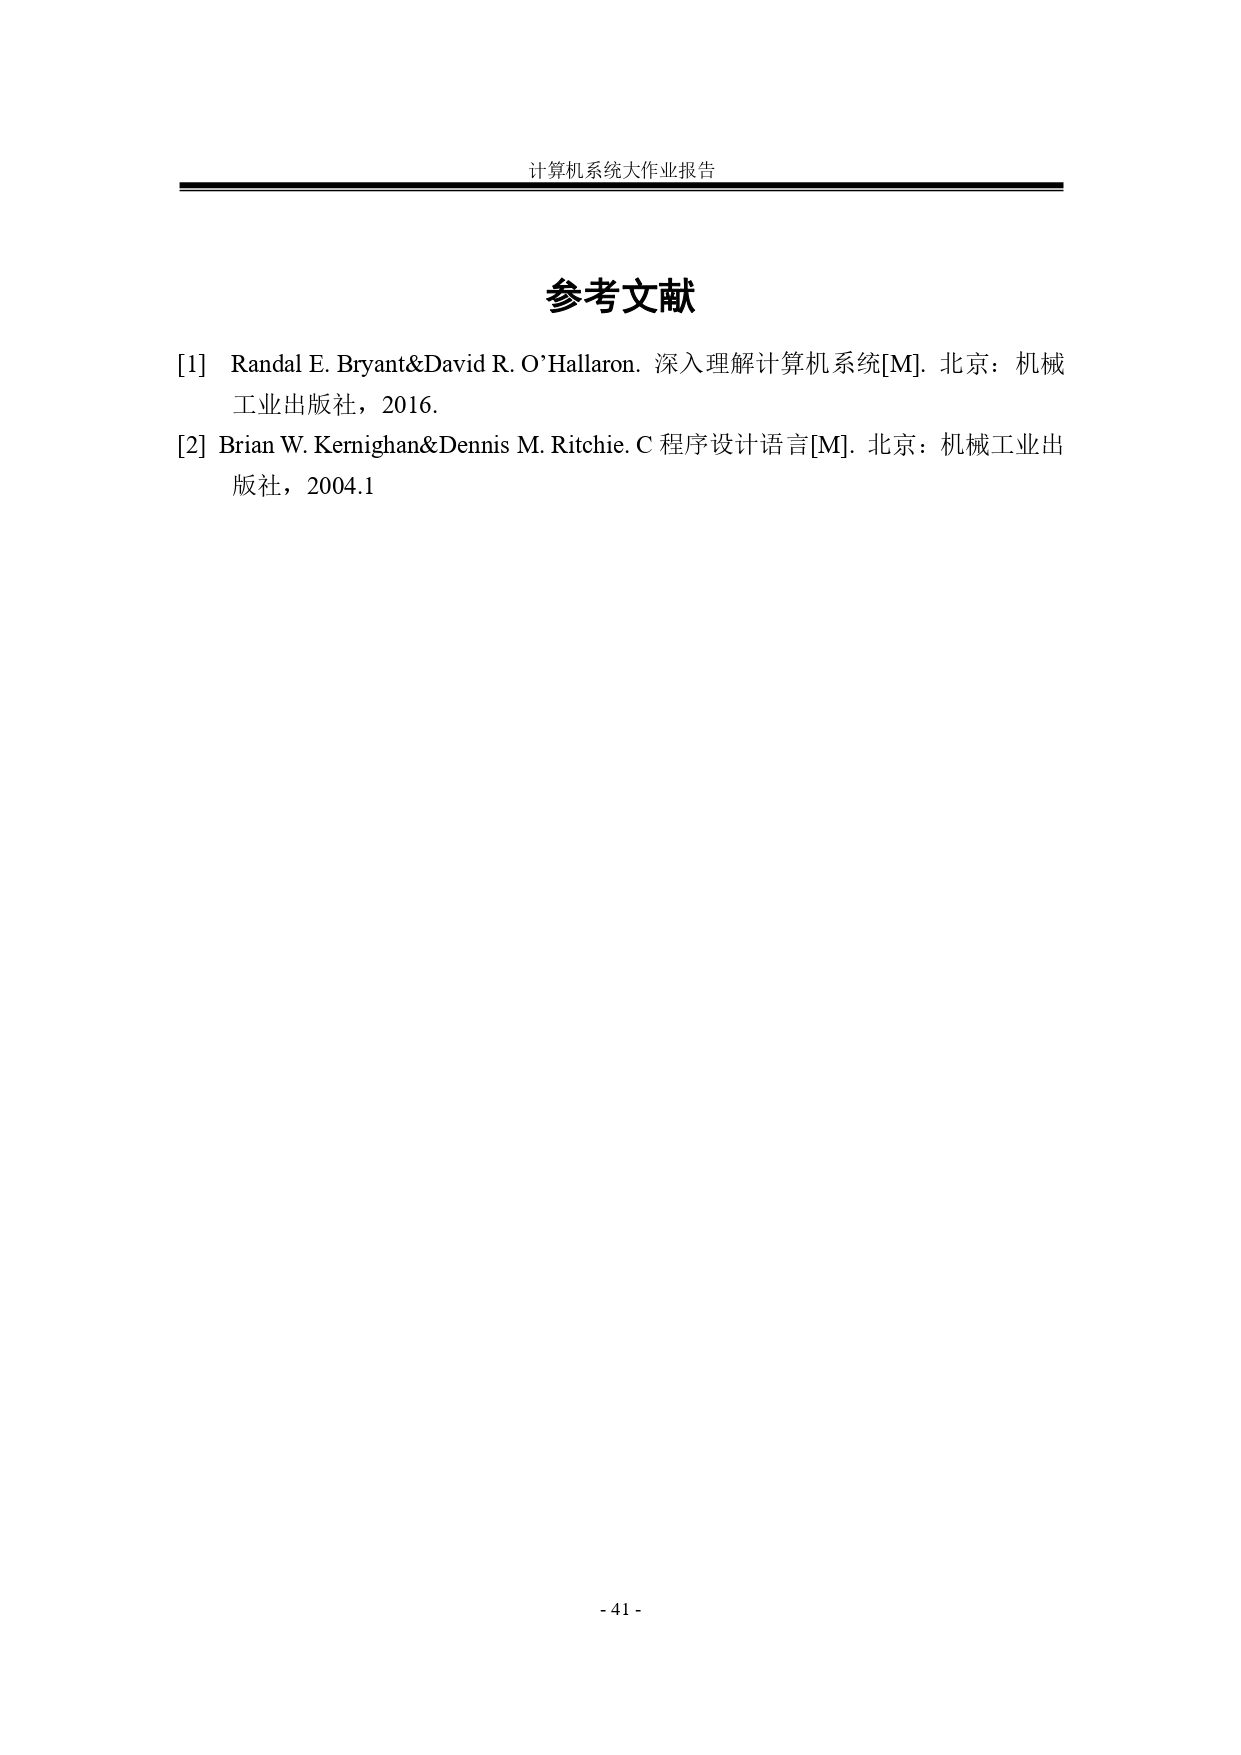 计算机系统大作业报告
参考文献
[1] Randal E. Bryant&David R. O’Hallaron. 深入理解计算机系统[M]. 北京：机械
工业出版社，2016.
[2] Brian W. Kernighan&Dennis M. Ritchie. C 程序设计语言[M]. 北京：机械工业出
版社，2004.1
- 41 -